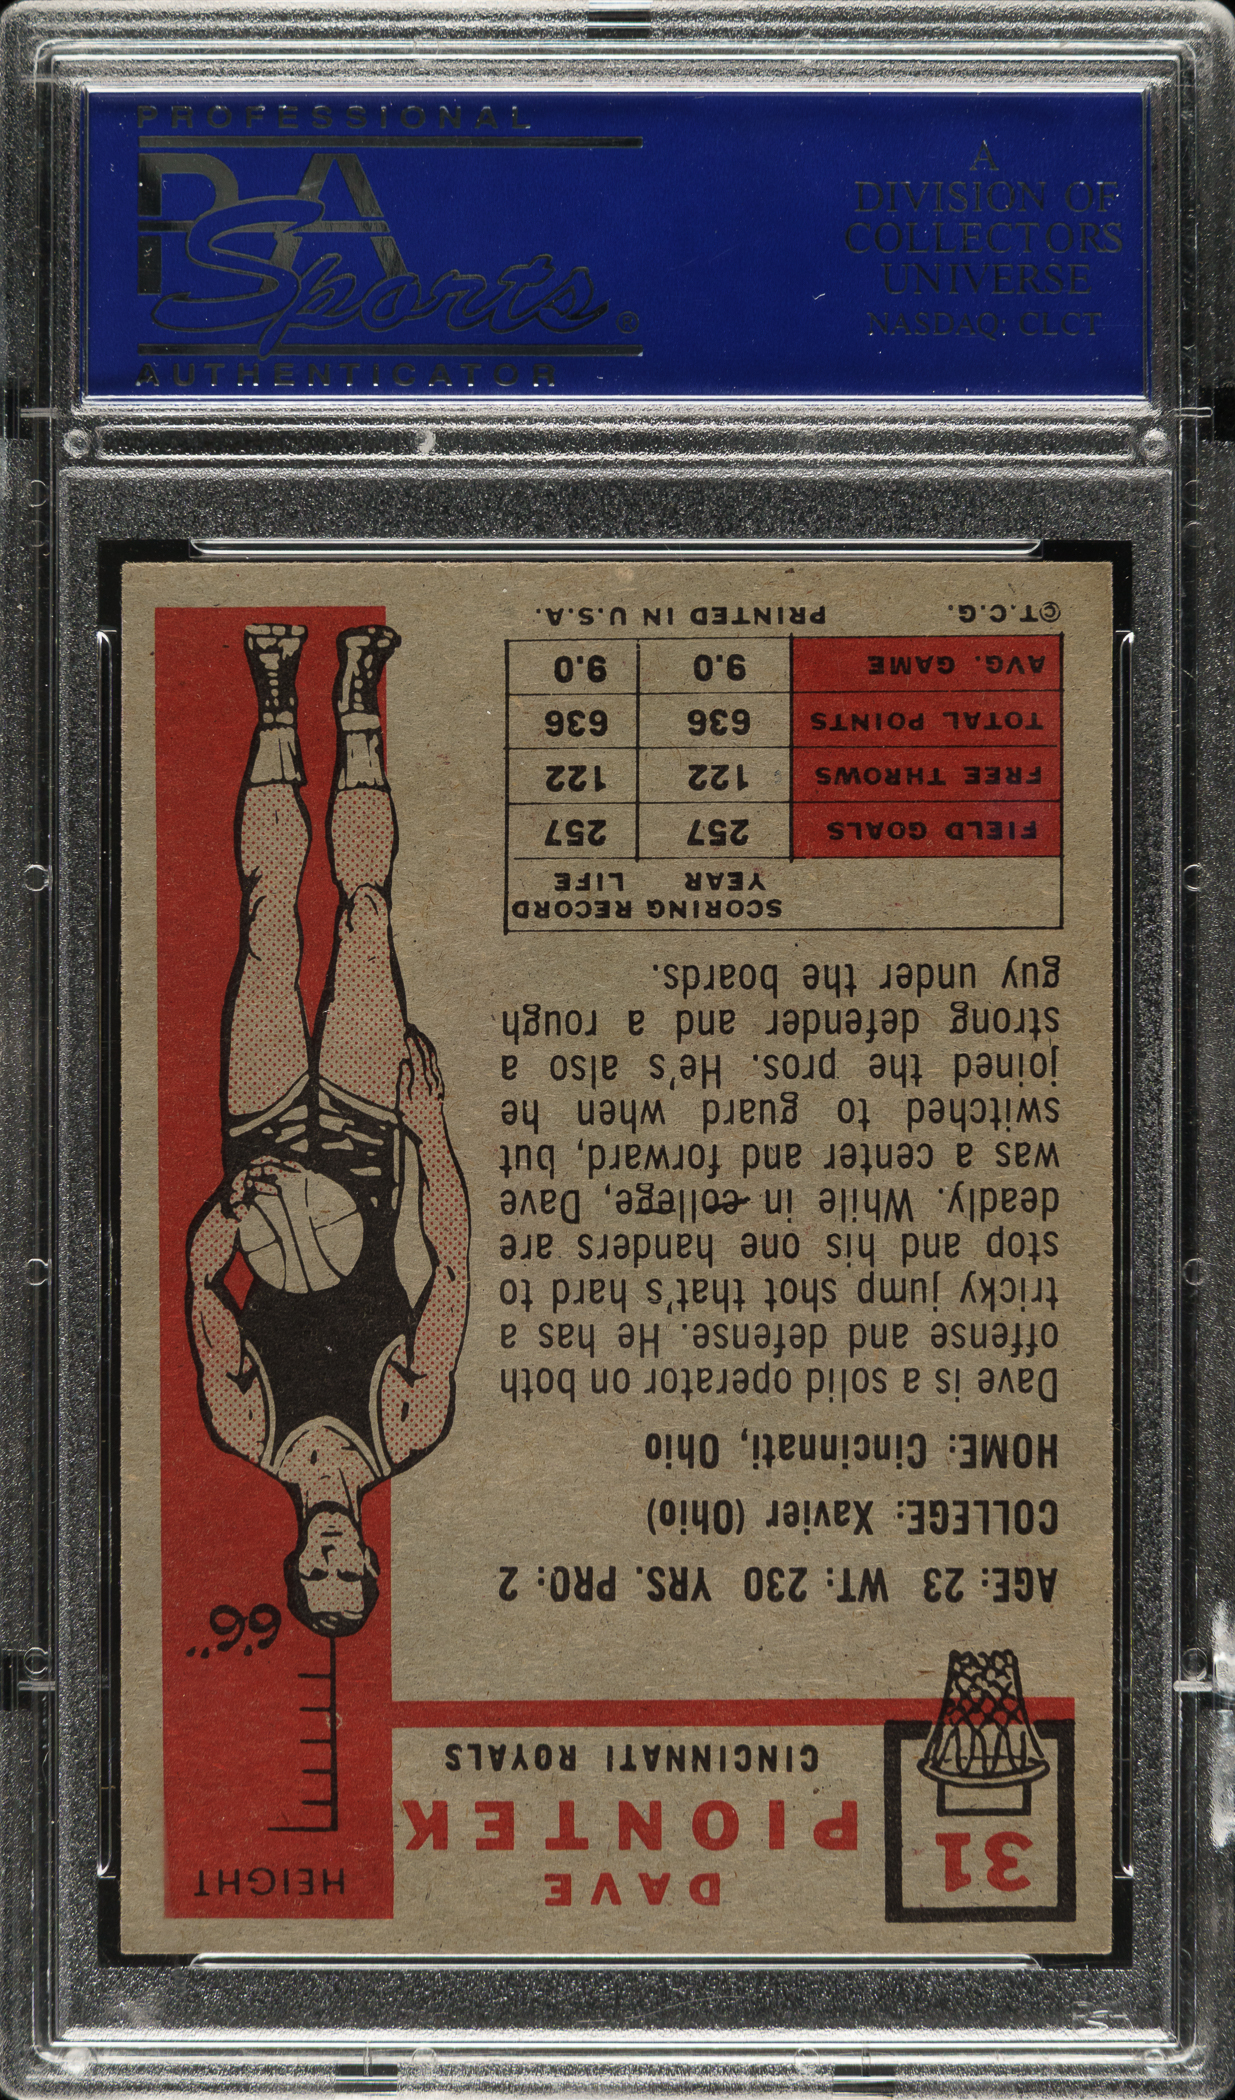 PROFESSIONAL
PSA
Sports®
AUTHENTICATOR
A
DIVISION OF
COLLECTORS
UNIVERSE
NASDAQ: CLCT
31
DAVE
PIONTEK
CINCINNATI ROYALS
HEIGHT
6'6"
AGE: 23 WT: 230 YRS. PRO: 2
COLLEGE: Xavier (Ohio)
HOME: Cincinnati, Ohio
Dave is a solid operator on both
offense and defense. He has a
tricky jump shot that's hard to
stop and his one handers are
deadly. While in college, Dave
was a center and forward, but
switched to guard when he
joined the pros. He's also a
strong defender and a rough
guy under the boards.
SCORING RECORD
YEAR LIFE
FIELD GOALS 257 257
FREE THROWS 122 122
TOTAL POINTS 636 636
AVG. GAME 9.0 9.0
©T.C.G. PRINTED IN U.S.A.